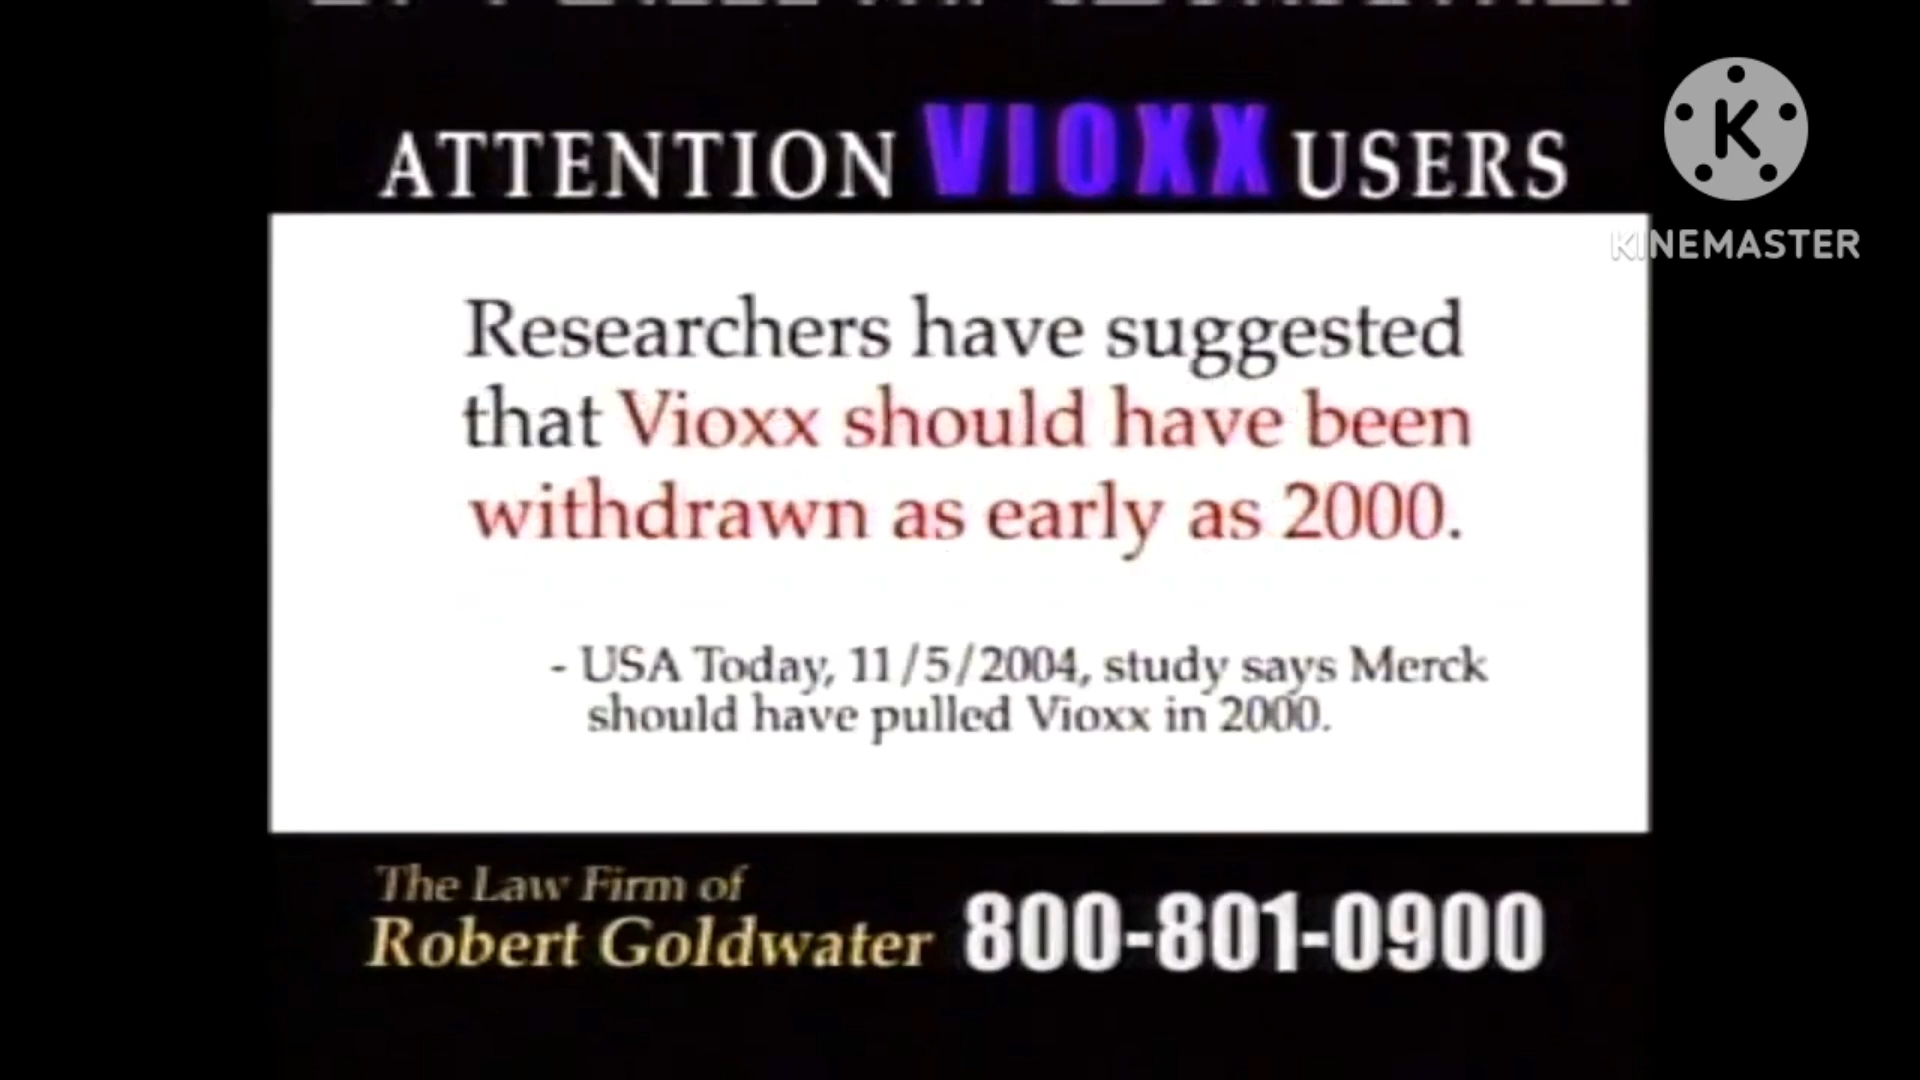 ATTENTION VIOXX USERS
K
KINEMASTER
Researchers have suggested
that Vioxx should have been
withdrawn as early as 2000.
- USA Today, 11/5/2004, study says Merck
should have pulled Vioxx in 2000.
The Law Firm of
Robert Goldwater
800-801-0900